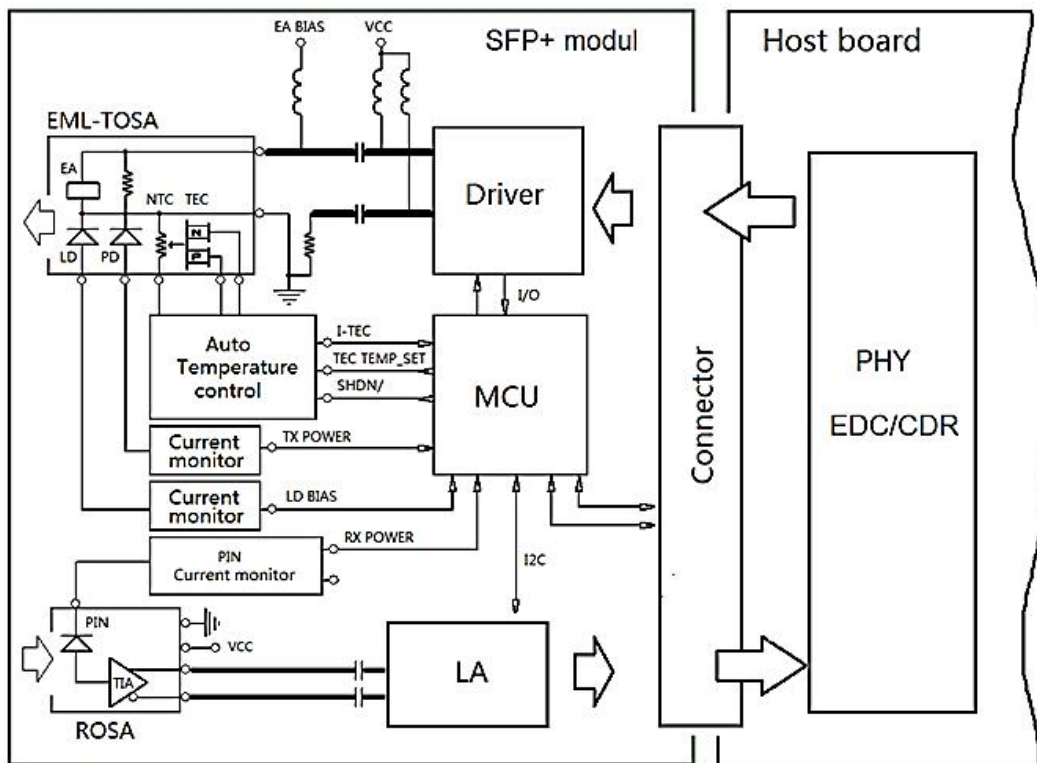 EA BIAS
VCC
SFP+ modul
Host board
EML-TOSA
EA
NTC TEC
N
P
LD
PD
Driver
I/O
Auto
Temperature
control
I-TEC
TEC TEMP_SET
SHDN/
MCU
PHY
EDC/CDR
Connector
Current
monitor
TX POWER
Current
monitor
LD BIAS
PIN
Current monitor
RX POWER
I2C
PIN
VCC
TIA
LA
ROSA